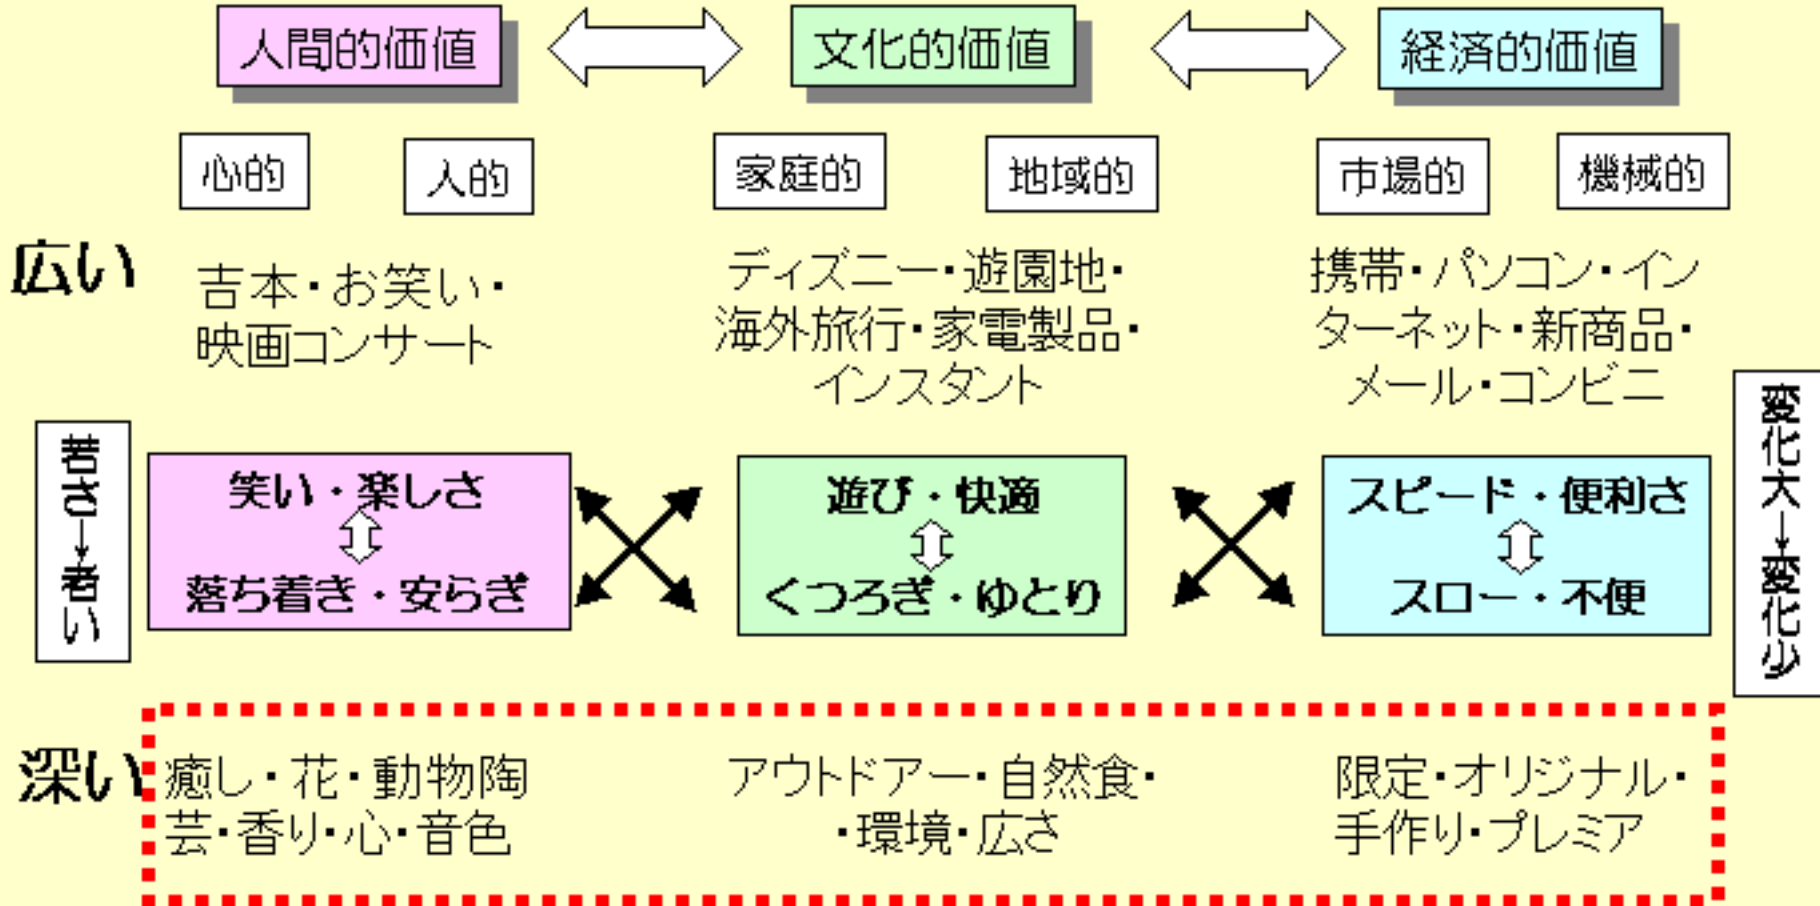 人間的価値
文化的価値
経済的価値
心的
人的
家庭的
地域的
市場的
機械的
広い
吉本・お笑い・
映画コンサート
ディズニー・遊園地・
海外旅行・家電製品・
インスタント
携帯・パソコン・イン
ターネット・新商品・
メール・コンビニ
若さ→老い
笑い・楽しさ
落ち着き・安らぎ
遊び・快適
くつろぎ・ゆとり
スピード・便利さ
スロー・不便
変化大→変化少
深い
癒し・花・動物陶
芸・香り・心・音色
アウトドアー・自然食・
・環境・広さ
限定・オリジナル・
手作り・プレミア